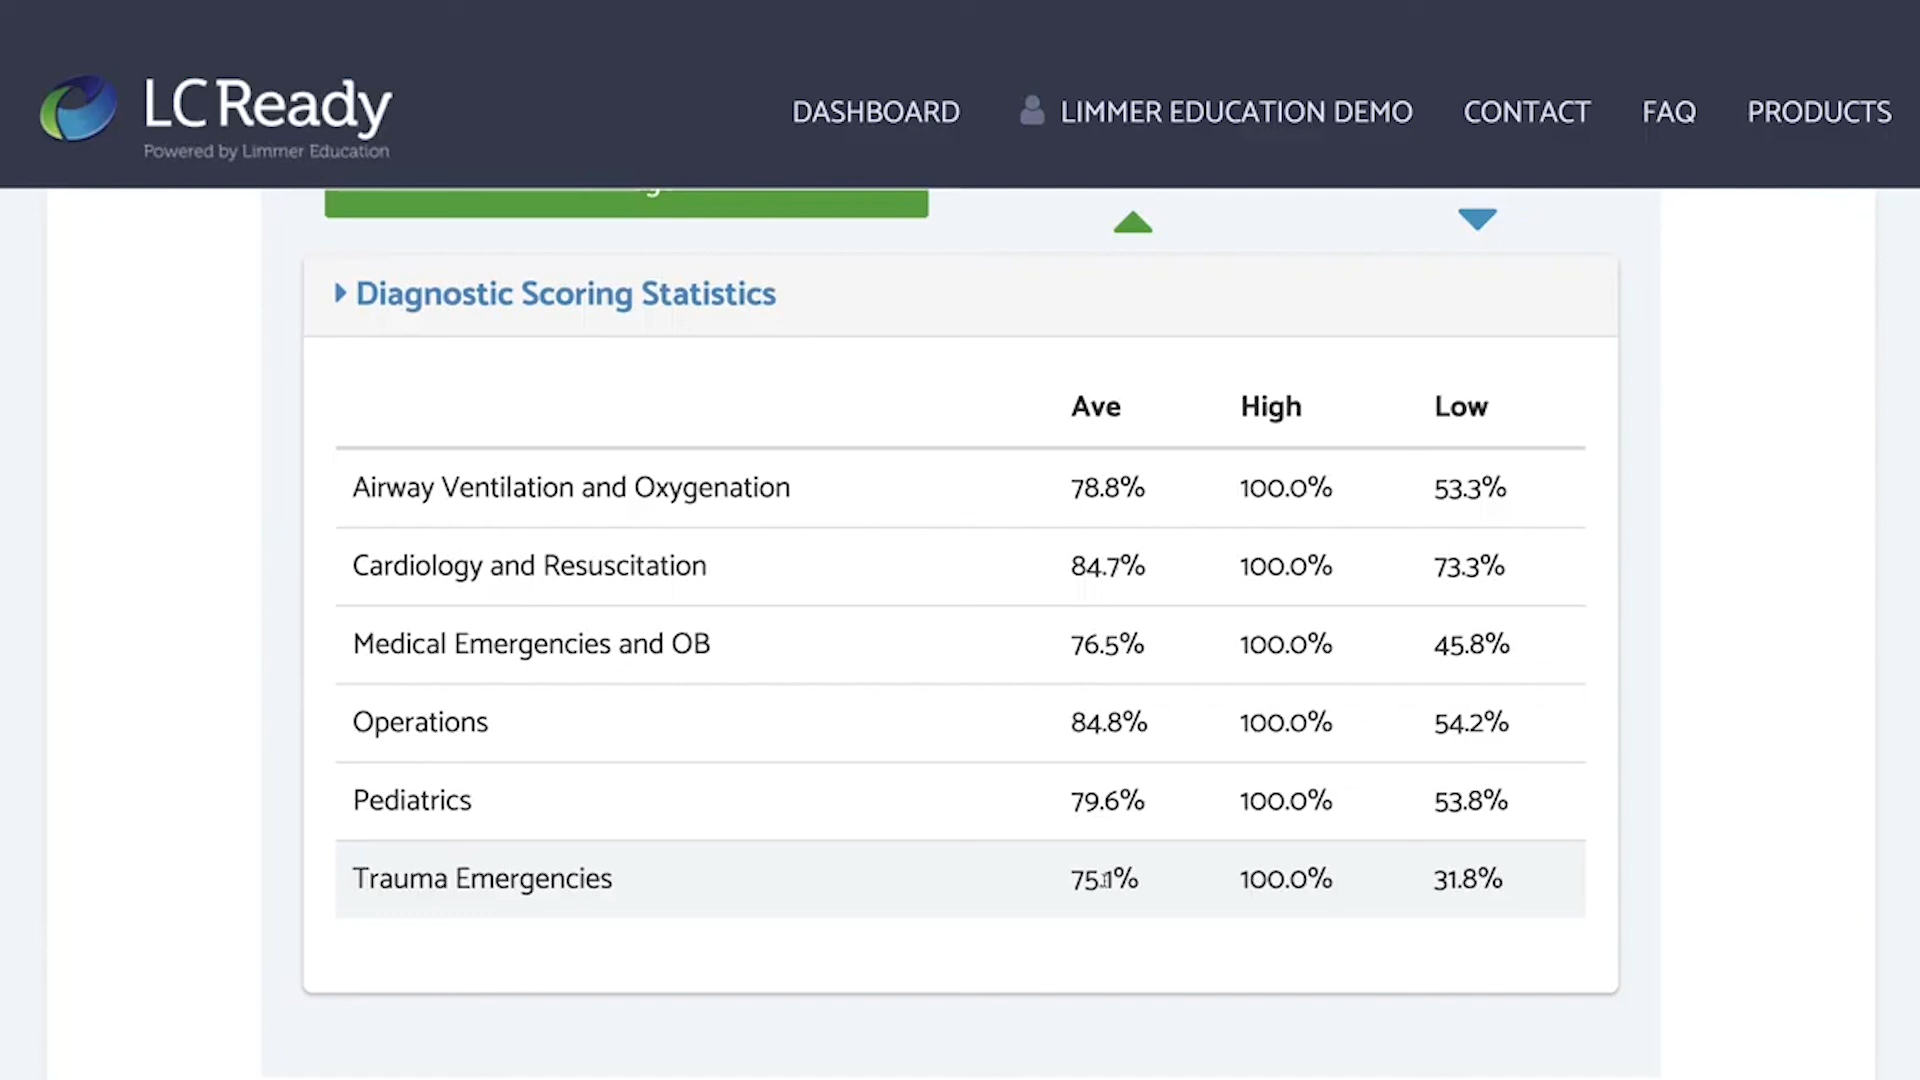 LC Ready
Powered by Limmer Education
DASHBOARD LIMMER EDUCATION DEMO CONTACT FAQ PRODUCTS
Diagnostic Scoring Statistics
Ave High Low
Airway Ventilation and Oxygenation 78.8% 100.0% 53.3%
Cardiology and Resuscitation 84.7% 100.0% 73.3%
Medical Emergencies and OB 76.5% 100.0% 45.8%
Operations 84.8% 100.0% 54.2%
Pediatrics 79.6% 100.0% 53.8%
Trauma Emergencies 75.1% 100.0% 31.8%